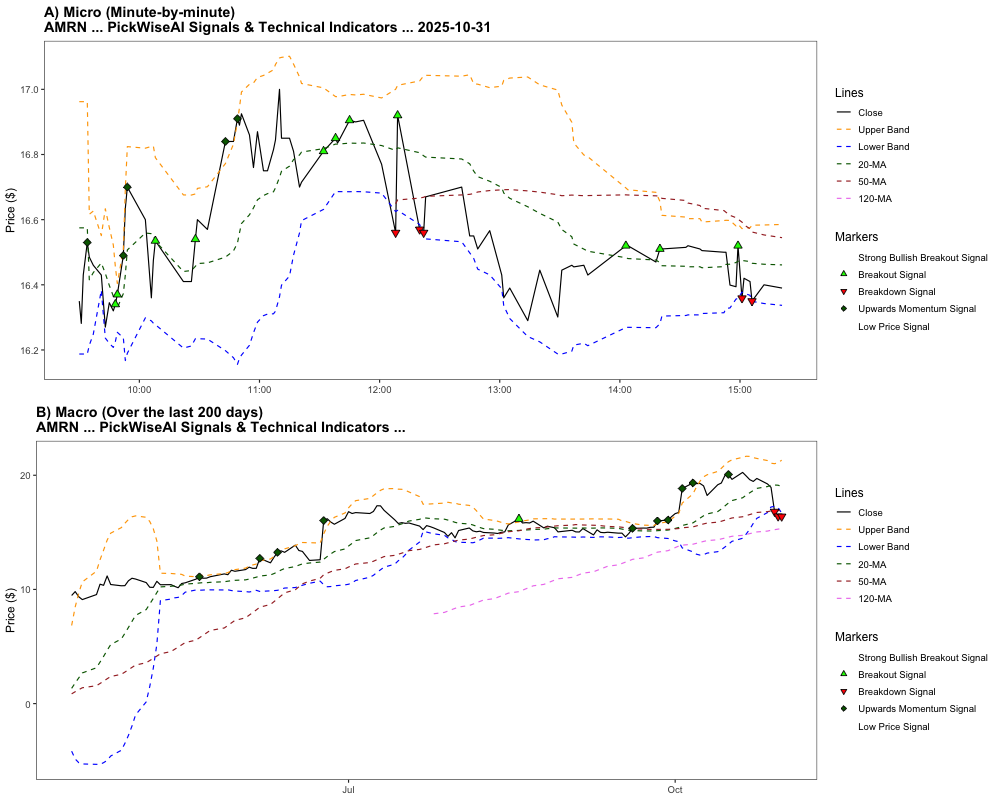 A) Micro (Minute-by-minute)
AMRN ... PickWiseAI Signals & Technical Indicators ... 2025-10-31
Price ($)
17.0
16.8
16.6
16.4
16.2
10:00
11:00
12:00
13:00
14:00
15:00
Lines
Close
Upper Band
Lower Band
20-MA
50-MA
120-MA
Markers
Strong Bullish Breakout Signal
Breakout Signal
Breakdown Signal
Upwards Momentum Signal
Low Price Signal
B) Macro (Over the last 200 days)
AMRN ... PickWiseAI Signals & Technical Indicators ...
Price ($)
20
10
0
Jul
Oct
Lines
Close
Upper Band
Lower Band
20-MA
50-MA
120-MA
Markers
Strong Bullish Breakout Signal
Breakout Signal
Breakdown Signal
Upwards Momentum Signal
Low Price Signal